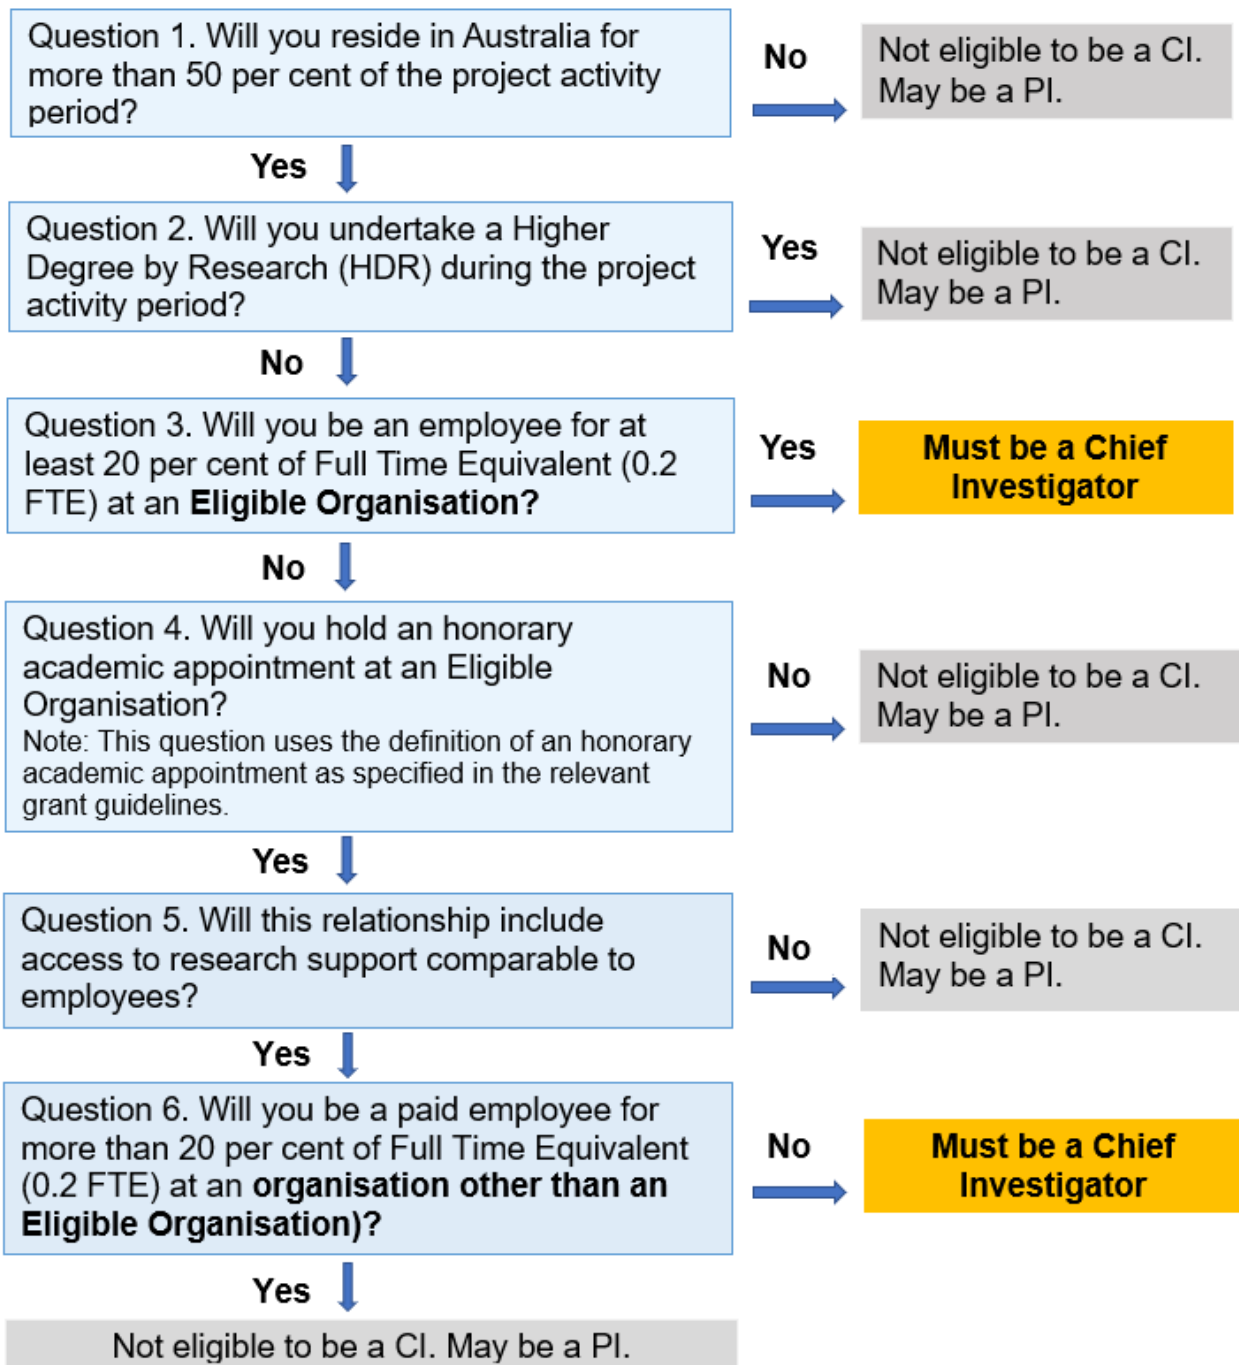 Question 1. Will you reside in Australia for
more than 50 per cent of the project activity
period?
No
Not eligible to be a CI.
May be a PI.
Yes
Question 2. Will you undertake a Higher
Degree by Research (HDR) during the project
activity period?
Yes
Not eligible to be a CI.
May be a PI.
No
Question 3. Will you be an employee for at
least 20 per cent of Full Time Equivalent (0.2
FTE) at an Eligible Organisation?
Yes
Must be a Chief
Investigator
No
Question 4. Will you hold an honorary
academic appointment at an Eligible
Organisation?
Note: This question uses the definition of an honorary
academic appointment as specified in the relevant
grant guidelines.
No
Not eligible to be a CI.
May be a PI.
Yes
Question 5. Will this relationship include
access to research support comparable to
employees?
No
Not eligible to be a CI.
May be a PI.
Yes
Question 6. Will you be a paid employee for
more than 20 per cent of Full Time Equivalent
(0.2 FTE) at an organisation other than an
Eligible Organisation)?
No
Must be a Chief
Investigator
Yes
Not eligible to be a CI. May be a PI.